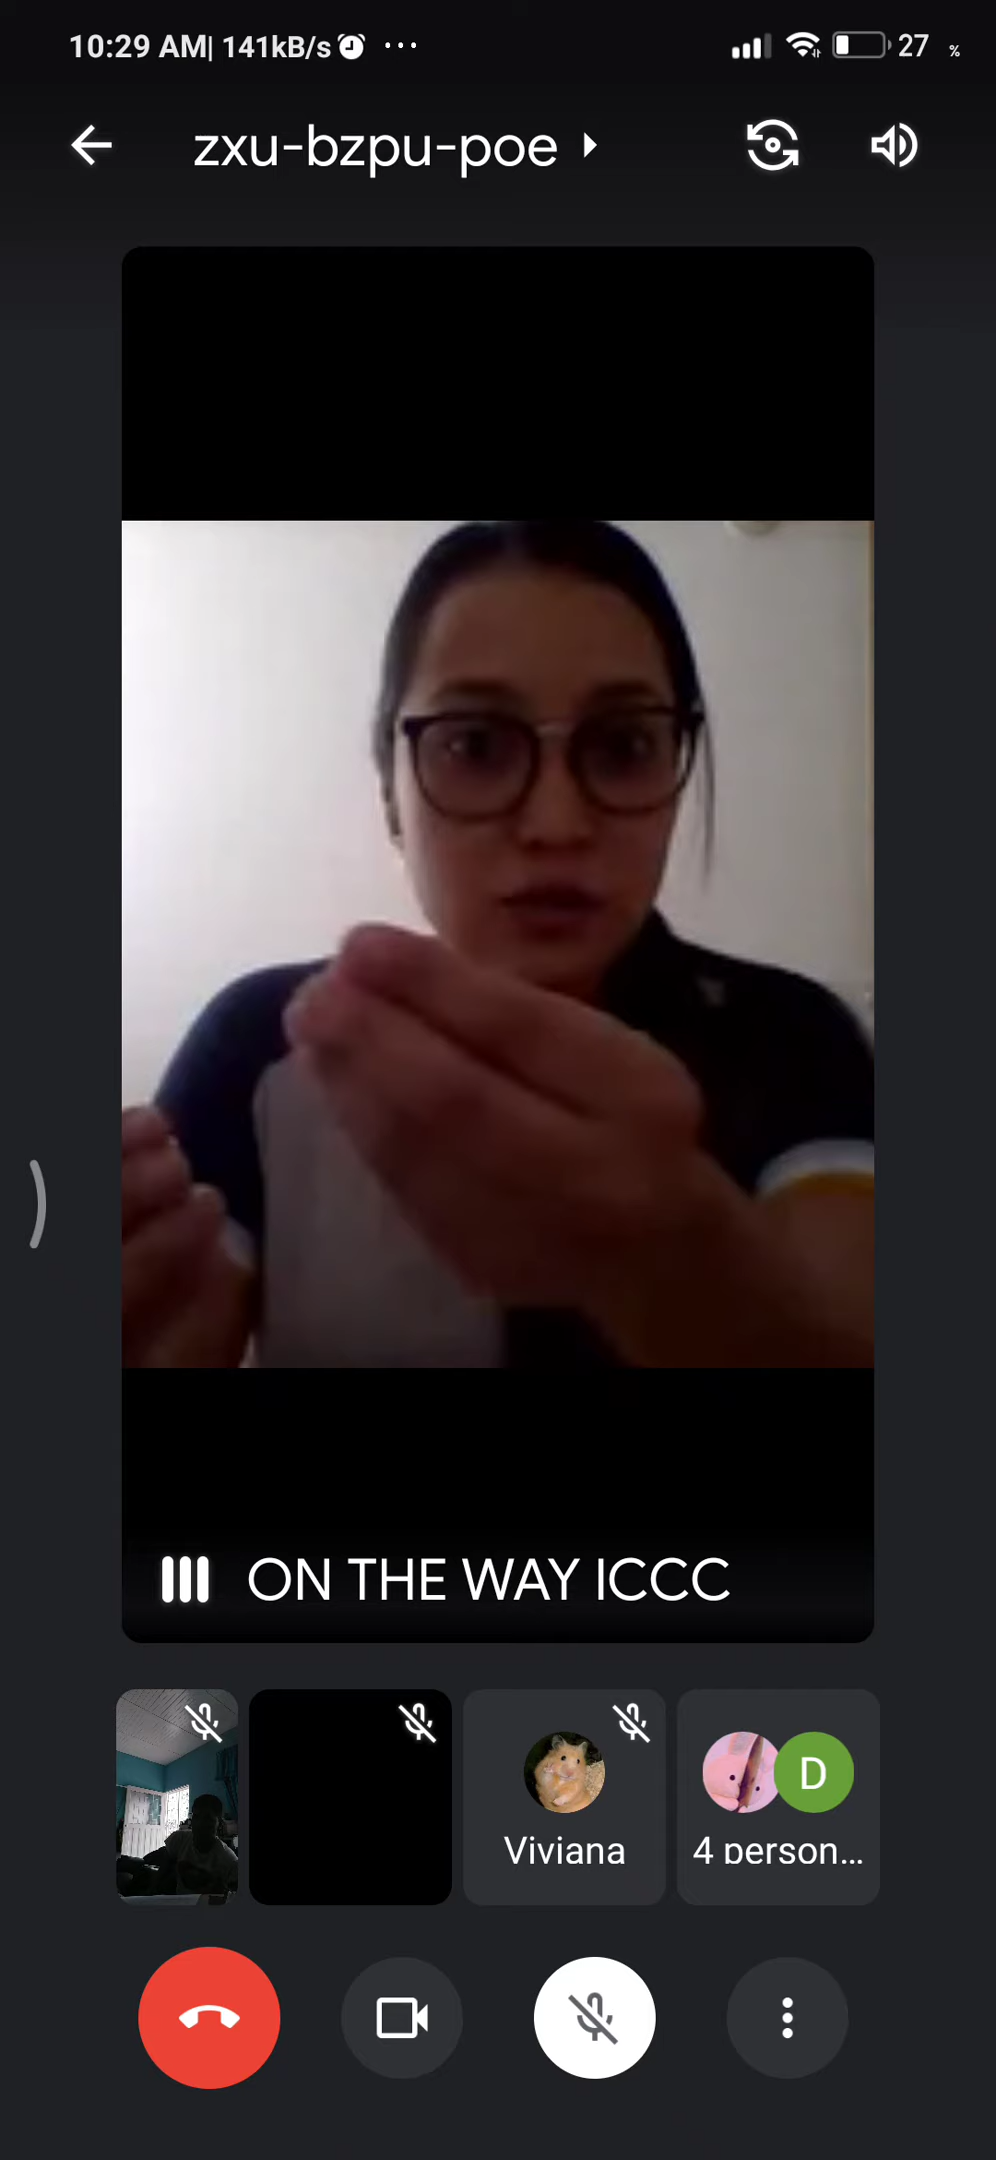 10:29 AM| 141kB/s ...
27 %
zxu-bzpu-poe
ON THE WAY ICCC
D
Viviana
4 person...